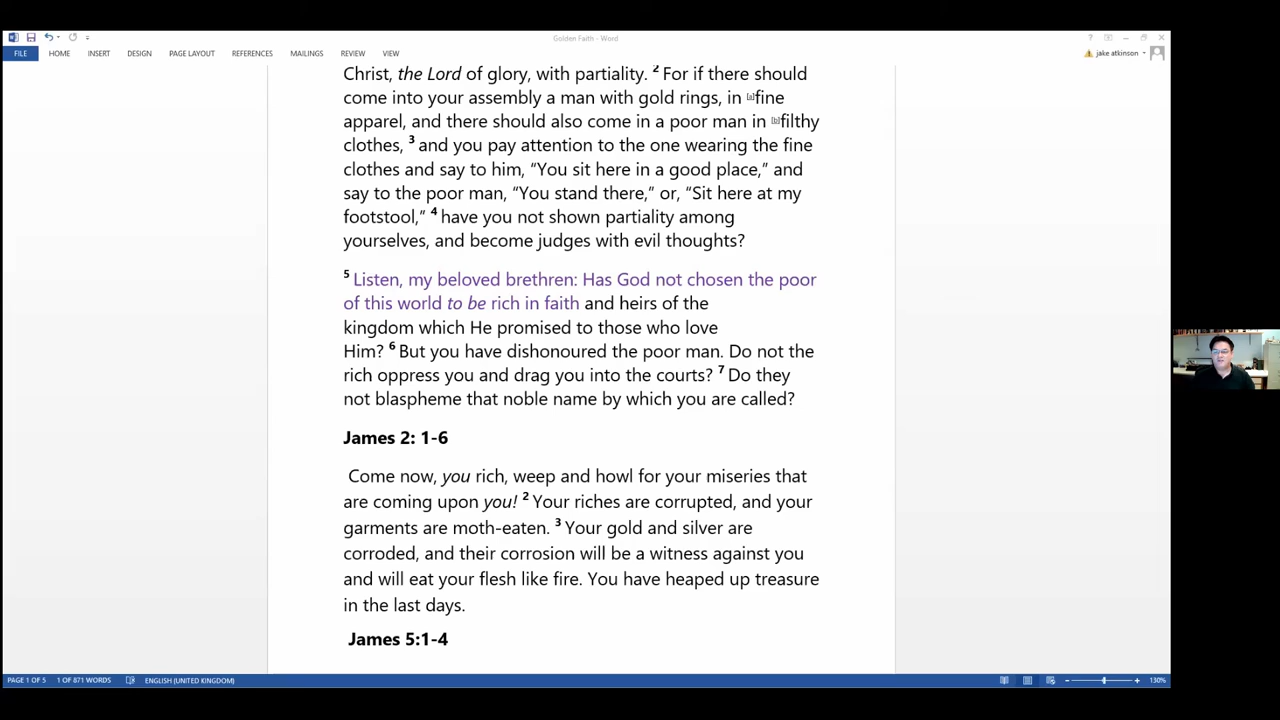 Golden Faith - Word
?
FILE HOME INSERT DESIGN PAGE LAYOUT REFERENCES MAILINGS REVIEW VIEW
jake atkinson
Christ, the Lord of glory, with partiality. 2 For if there should
come into your assembly a man with gold rings, in [a]fine
apparel, and there should also come in a poor man in [b]filthy
clothes, 3 and you pay attention to the one wearing the fine
clothes and say to him, “You sit here in a good place,” and
say to the poor man, “You stand there,” or, “Sit here at my
footstool,” 4 have you not shown partiality among
yourselves, and become judges with evil thoughts?
5 Listen, my beloved brethren: Has God not chosen the poor
of this world to be rich in faith and heirs of the
kingdom which He promised to those who love
Him? 6 But you have dishonoured the poor man. Do not the
rich oppress you and drag you into the courts? 7 Do they
not blaspheme that noble name by which you are called?
James 2: 1-6
Come now, you rich, weep and howl for your miseries that
are coming upon you! 2 Your riches are corrupted, and your
garments are moth-eaten. 3 Your gold and silver are
corroded, and their corrosion will be a witness against you
and will eat your flesh like fire. You have heaped up treasure
in the last days.
James 5:1-4
PAGE 1 OF 5 1 OF 871 WORDS ENGLISH (UNITED KINGDOM) 130%